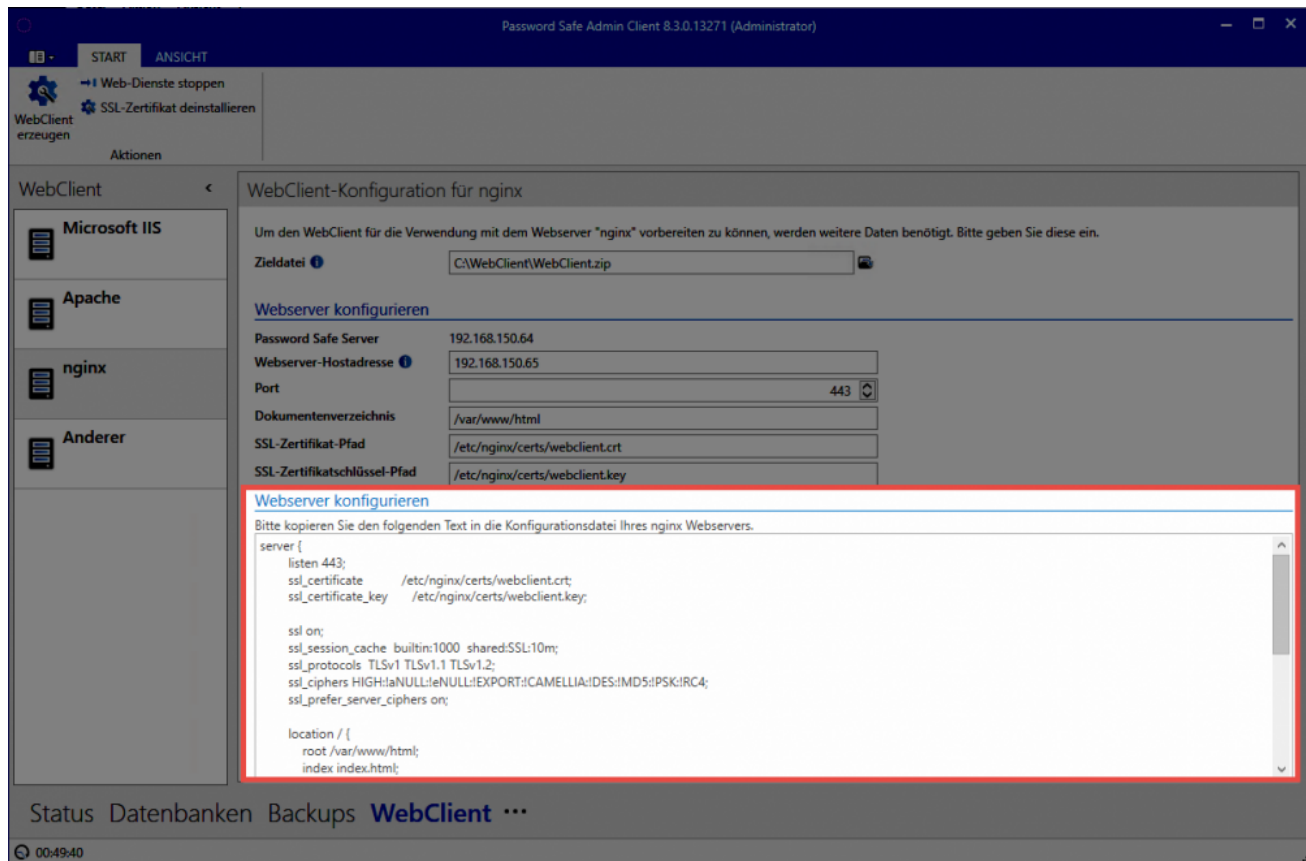 Password Safe Admin Client 8.3.0.13271 (Administrator)
START ANSICHT
Web-Dienste stoppen
SSL-Zertifikat deinstallieren
WebClient
erzeugen
Aktionen
WebClient
Microsoft IIS
Apache
nginx
Anderer
WebClient-Konfiguration für nginx
Um den WebClient für die Verwendung mit dem Webserver "nginx" vorbereiten zu können, werden weitere Daten benötigt. Bitte geben Sie diese ein.
Zieldatei C:\WebClient\WebClient.zip
Webserver konfigurieren
Password Safe Server 192.168.150.64
Webserver-Hostadresse 192.168.150.65
Port 443
Dokumentenverzeichnis /var/www/html
SSL-Zertifikat-Pfad /etc/nginx/certs/webclient.crt
SSL-Zertifikatschlüssel-Pfad /etc/nginx/certs/webclient.key
Webserver konfigurieren
Bitte kopieren Sie den folgenden Text in die Konfigurationsdatei Ihres nginx Webservers.
server {
listen 443;
ssl_certificate /etc/nginx/certs/webclient.crt;
ssl_certificate_key /etc/nginx/certs/webclient.key;
ssl on;
ssl_session_cache builtin:1000 shared:SSL:10m;
ssl_protocols TLSv1 TLSv1.1 TLSv1.2;
ssl_ciphers HIGH:!aNULL:!eNULL:!EXPORT:!CAMELLIA:!DES:!MD5:!PSK:!RC4;
ssl_prefer_server_ciphers on;
location / {
root /var/www/html;
index index.html;
Status Datenbanken Backups WebClient ···
00:49:40